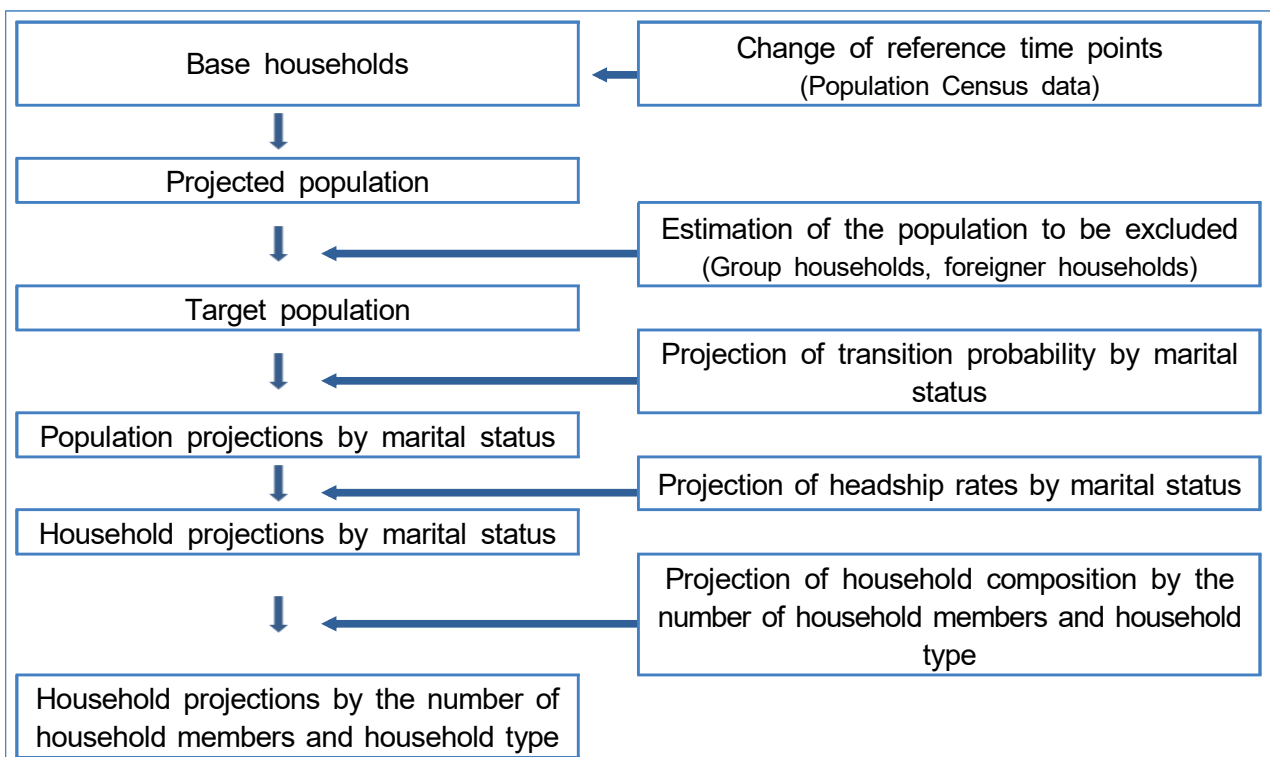 Base households
Change of reference time points
(Population Census data)
Projected population
Estimation of the population to be excluded
(Group households, foreigner households)
Target population
Projection of transition probability by marital
status
Population projections by marital status
Projection of headship rates by marital status
Household projections by marital status
Projection of household composition by the
number of household members and household
type
Household projections by the number of
household members and household type